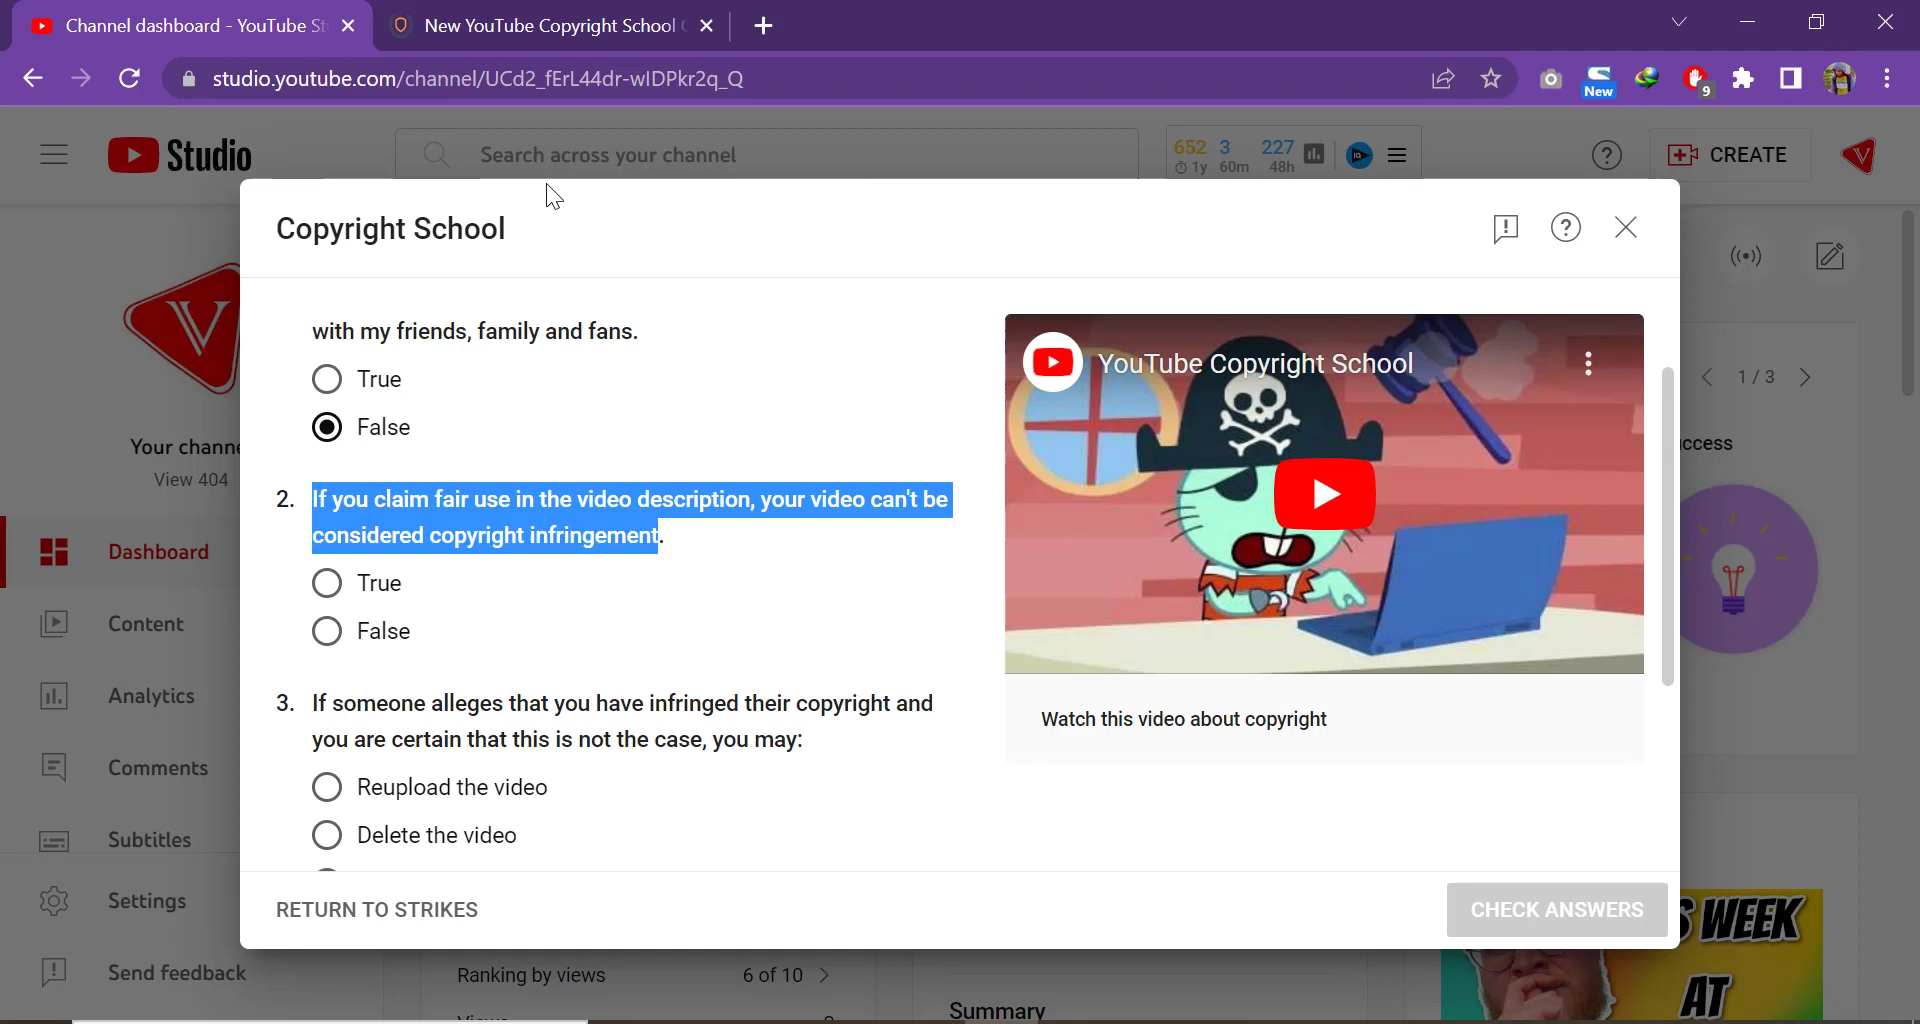 Channel dashboard - YouTube St
New YouTube Copyright School
studio.youtube.com/channel/UCd2_fErL44dr-wIDPkr2q_Q
New
9
Studio
Search across your channel
652 3 227
1y 60m 48h
CREATE
Copyright School
with my friends, family and fans.
True
False
2. If you claim fair use in the video description, your video can't be
considered copyright infringement.
True
False
3. If someone alleges that you have infringed their copyright and
you are certain that this is not the case, you may:
Reupload the video
Delete the video
YouTube Copyright School
Watch this video about copyright
RETURN TO STRIKES
CHECK ANSWERS
Your channe
View 404
Dashboard
Content
Analytics
Comments
Subtitles
Settings
Send feedback
1 / 3
ccess
Ranking by views
6 of 10
Summary
S WEEK
AT